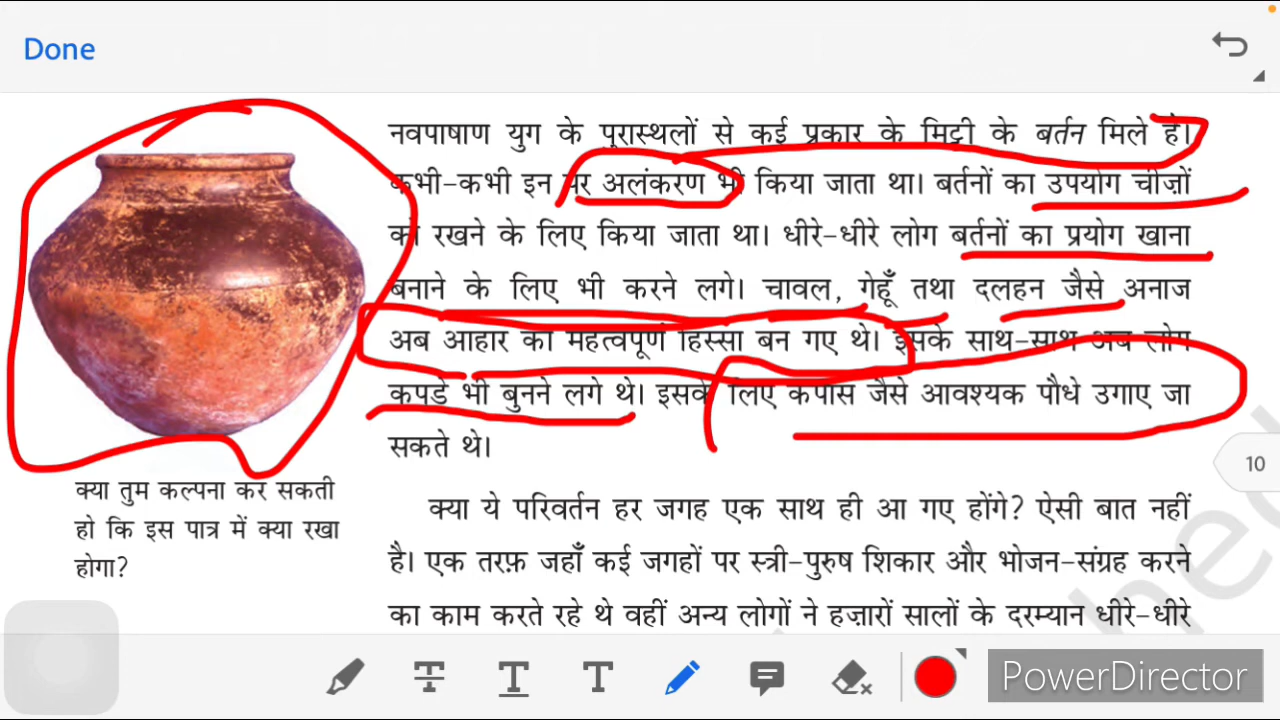 Done
नवपाषाण युग के पुरास्थलों से कई प्रकार के मिट्टी के बर्तन मिले हैं।
कभी-कभी इन पर अलंकरण भी किया जाता था। बर्तनों का उपयोग चीज़ों
को रखने के लिए किया जाता था। धीरे-धीरे लोग बर्तनों का प्रयोग खाना
बनाने के लिए भी करने लगे। चावल, गेहूँ तथा दलहन जैसे अनाज
अब आहार का महत्वपूर्ण हिस्सा बन गए थे। इसके साथ-साथ अब लोग
कपड़े भी बुनने लगे थे। इसके लिए कपास जैसे आवश्यक पौधे उगाए जा
सकते थे।
क्या तुम कल्पना कर सकती
हो कि इस पात्र में क्या रखा
होगा?
क्या ये परिवर्तन हर जगह एक साथ ही आ गए होंगे? ऐसी बात नहीं
है। एक तरफ़ जहाँ कई जगहों पर स्त्री-पुरुष शिकार और भोजन-संग्रह करने
का काम करते रहे थे वहीं अन्य लोगों ने हज़ारों सालों के दरम्यान धीरे-धीरे
10
T T T
PowerDirector